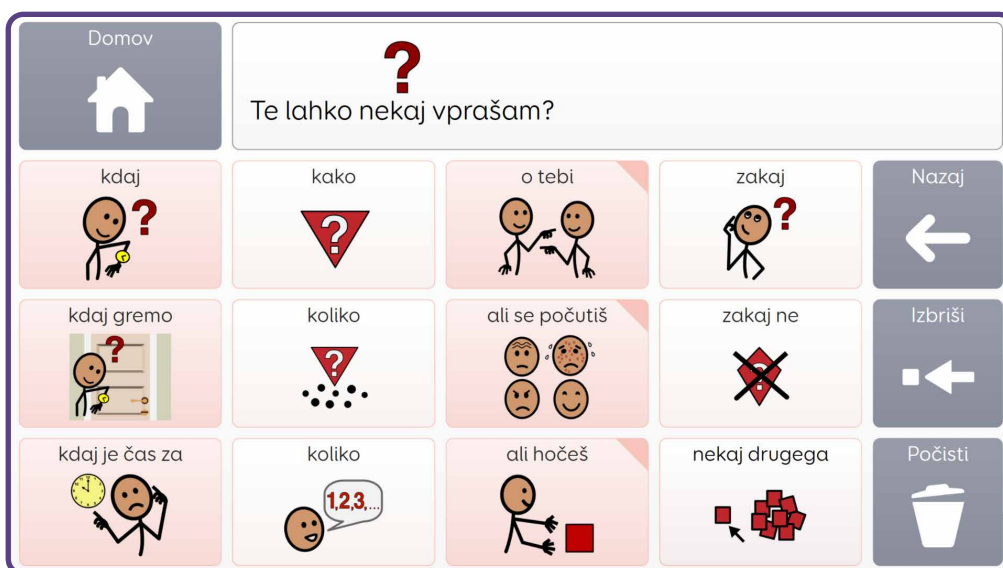 Domov
?
Te lahko nekaj vprašam?
kdaj
?
kako
?
o tebi
zakaj
?
Nazaj
kdaj gremo
?
koliko
?
ali se počutiš
zakaj ne
?
Izbriši
kdaj je čas za
koliko
1,2,3,...
ali hočeš
nekaj drugega
Počisti